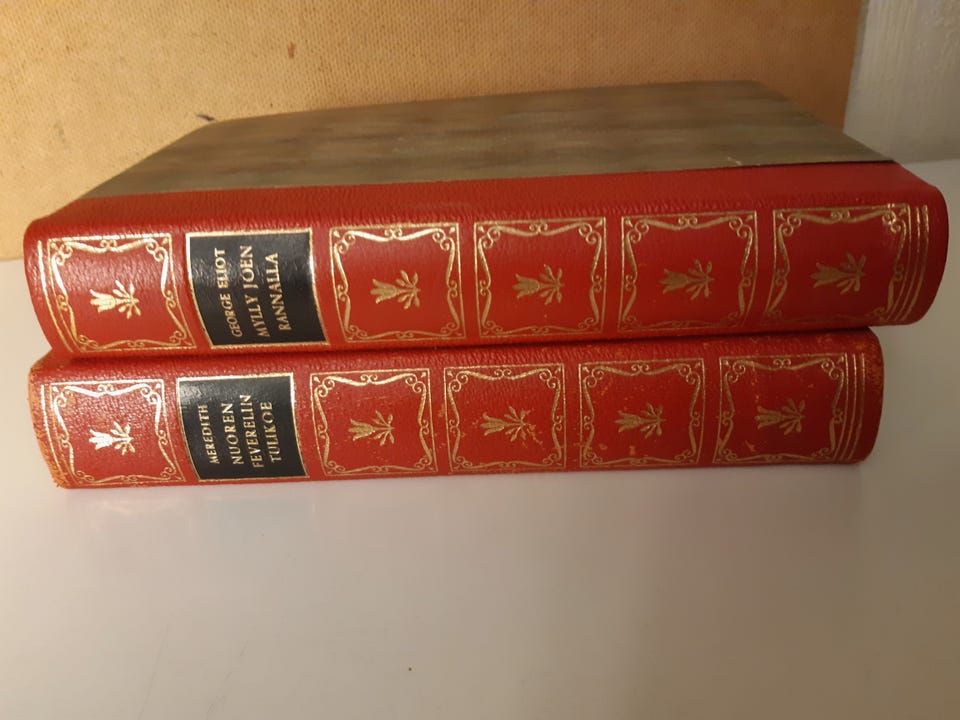 GEORGE ELIOT
MYLLY JOEN
RANNALLA
MEREDITH
NUOREN
FEVERELIN
TULIKOE